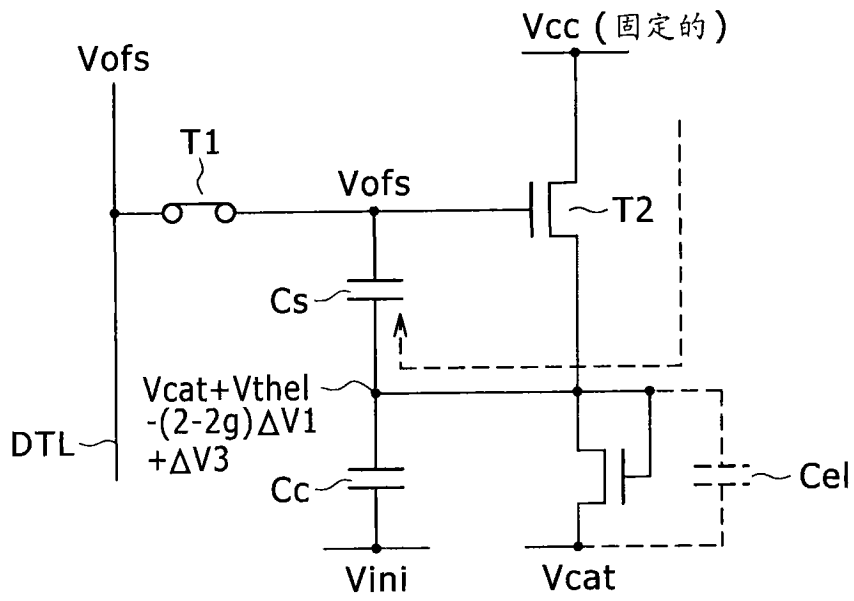 Vcc (固定的)
Vofs
T1
Vofs
T2
Cs
Vcat+Vthel
-(2-2g)ΔV1
+ΔV3
DTL
Cc
Cel
Vini
Vcat